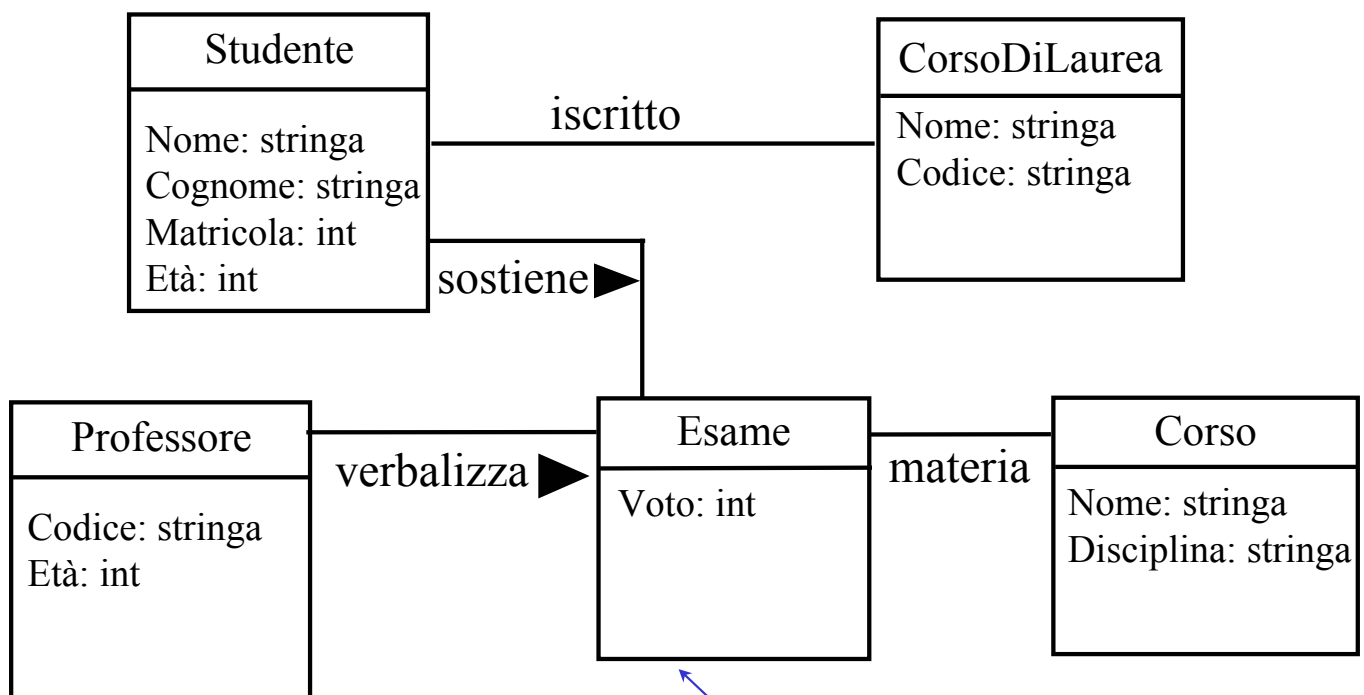 Studente
Nome: stringa
Cognome: stringa
Matricola: int
Età: int
iscritto
CorsoDiLaurea
Nome: stringa
Codice: stringa
sostiene
Professore
Codice: stringa
Età: int
verbalizza
Esame
Voto: int
materia
Corso
Nome: stringa
Disciplina: stringa